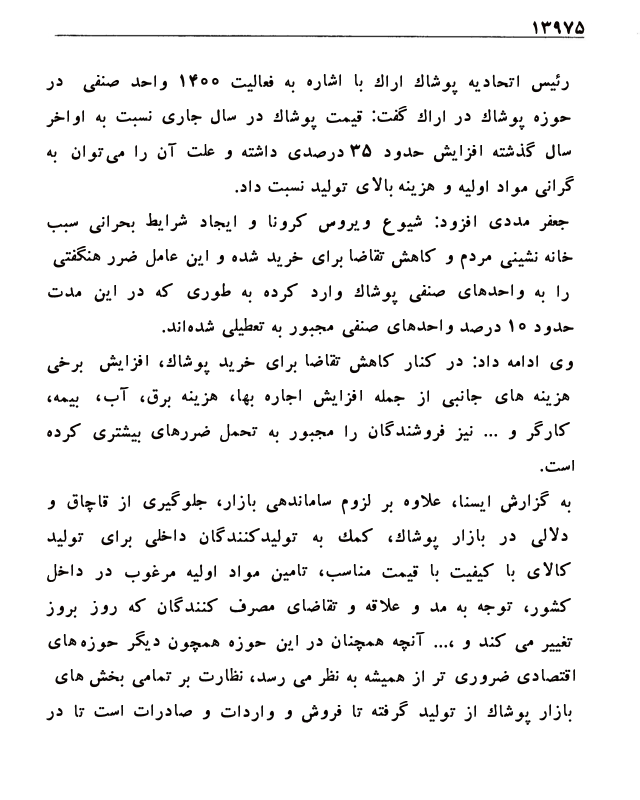 ۱۳۹۷۵
رئیس اتحادیه پوشاك اراك با اشاره به فعالیت ۱۴۰۰ واحد صنفی در
حوزه پوشاك در اراك گفت: قیمت پوشاك در سال جاری نسبت به اواخر
سال گذشته افزایش حدود ۳۵ درصدی داشته و علت آن را می‌توان به
گرانی مواد اولیه و هزینه بالای تولید نسبت داد.
جعفر مددی افزود: شیوع ویروس کرونا و ایجاد شرایط بحرانی سبب
خانه نشینی مردم و کاهش تقاضا برای خرید شده و این عامل ضرر هنگفتی
را به واحدهای صنفی پوشاك وارد کرده به طوری که در این مدت
حدود ۱۰ درصد واحدهای صنفی مجبور به تعطیلی شده‌اند.
وی ادامه داد: در کنار کاهش تقاضا برای خرید پوشاك، افزایش برخی
هزینه های جانبی از جمله افزایش اجاره بها، هزینه برق، آب، بیمه،
کارگر و ... نیز فروشندگان را مجبور به تحمل ضررهای بیشتری کرده
است.
به گزارش ایسنا، علاوه بر لزوم ساماندهی بازار، جلوگیری از قاچاق و
دلالی در بازار پوشاك، کمك به تولیدکنندگان داخلی برای تولید
کالای با کیفیت با قیمت مناسب، تامین مواد اولیه مرغوب در داخل
کشور، توجه به مد و علاقه و تقاضای مصرف کنندگان که روز بروز
تغییر می کند و ،... آنچه همچنان در این حوزه همچون دیگر حوزه‌های
اقتصادی ضروری تر از همیشه به نظر می رسد، نظارت بر تمامی بخش های
بازار پوشاك از تولید گرفته تا فروش و واردات و صادرات است تا در